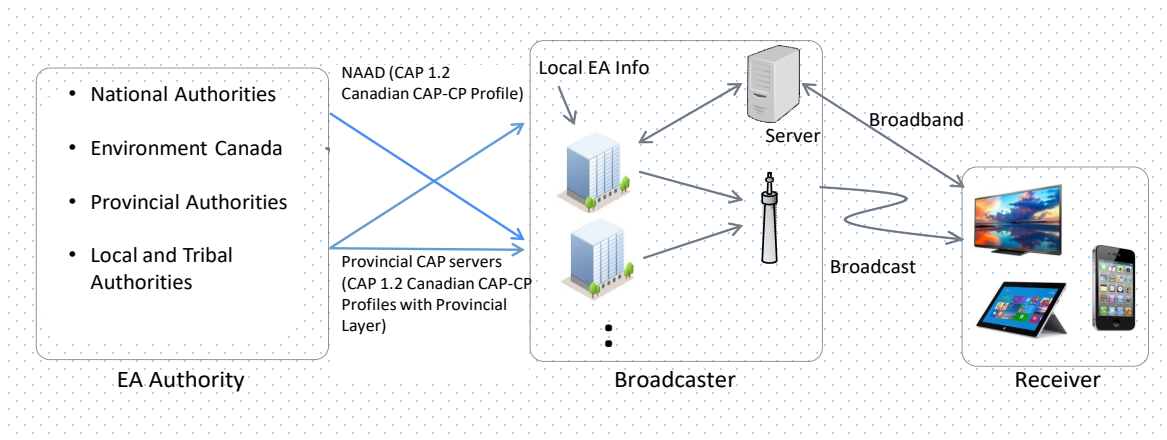 • National Authorities
• Environment Canada
• Provincial Authorities
• Local and Tribal
Authorities
EA Authority
NAAD (CAP 1.2
Canadian CAP-CP Profile)
Provincial CAP servers
(CAP 1.2 Canadian CAP-CP
Profiles with Provincial
Layer)
Local EA Info
Server
:
Broadcaster
Broadband
Broadcast
Receiver